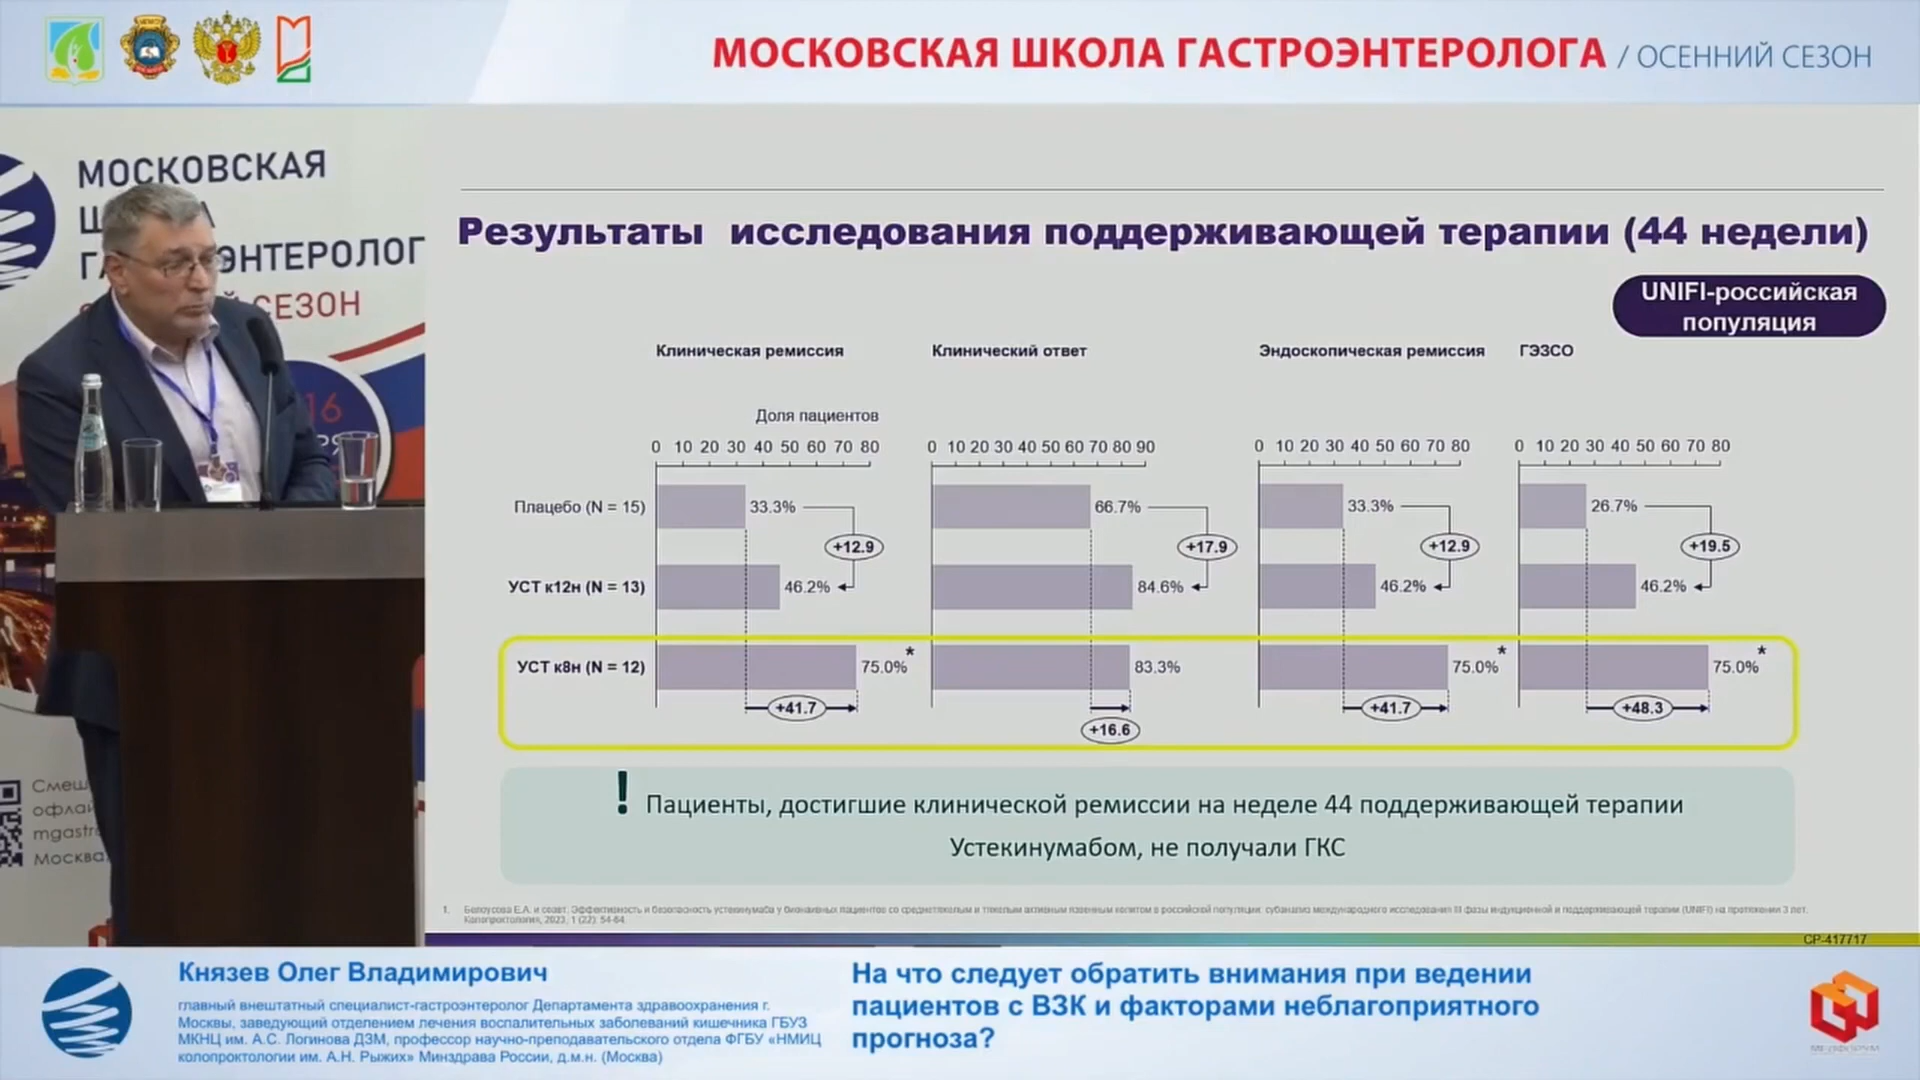 МОСКОВСКАЯ ШКОЛА ГАСТРОЭНТЕРОЛОГА / ОСЕННИЙ СЕЗОН
МОСКОВСКАЯ
ГАСТРОЭНТЕРОЛОГ
СЕЗОН
16
Смеш
офлай
mgastr
Москва
Результаты исследования поддерживающей терапии (44 недели)
UNIFI-российская
популяция
Клиническая ремиссия Клинический ответ Эндоскопическая ремиссия ГЭЗСО
Доля пациентов
0 10 20 30 40 50 60 70 80 0 10 20 30 40 50 60 70 80 90 0 10 20 30 40 50 60 70 80 0 10 20 30 40 50 60 70 80
Плацебо (N = 15) 33.3% 66.7% 33.3% 26.7%
+12.9 +17.9 +12.9 +19.5
УСТ к12н (N = 13) 46.2% 84.6% 46.2% 46.2%
УСТ к8н (N = 12) 75.0%* 83.3% 75.0%* 75.0%*
+41.7 +16.6 +41.7 +48.3
! Пациенты, достигшие клинической ремиссии на неделе 44 поддерживающей терапии
Устекинумабом, не получали ГКС
1. Белоусова Е.А. и соавт. Эффективность и безопасность устекинумаба у бионаивных пациентов со среднетяжелым и тяжелым активным язвенным колитом в российской популяции: субанализ международного исследования III фазы индукционной и поддерживающей терапии (UNIFI) на протяжении 3 лет.
Колопроктология, 2023, 1 (22): 54-64.
CP-417717
Князев Олег Владимирович
главный внештатный специалист-гастроэнтеролог Департамента здравоохранения г.
Москвы, заведующий отделением лечения воспалительных заболеваний кишечника ГБУЗ
МКНЦ им. А.С. Логинова ДЗМ, профессор научно-преподавательского отдела ФГБУ «НМИЦ
колопроктологии им. А.Н. Рыжих» Минздрава России, д.м.н. (Москва)
На что следует обратить внимания при ведении
пациентов с ВЗК и факторами неблагоприятного
прогноза?